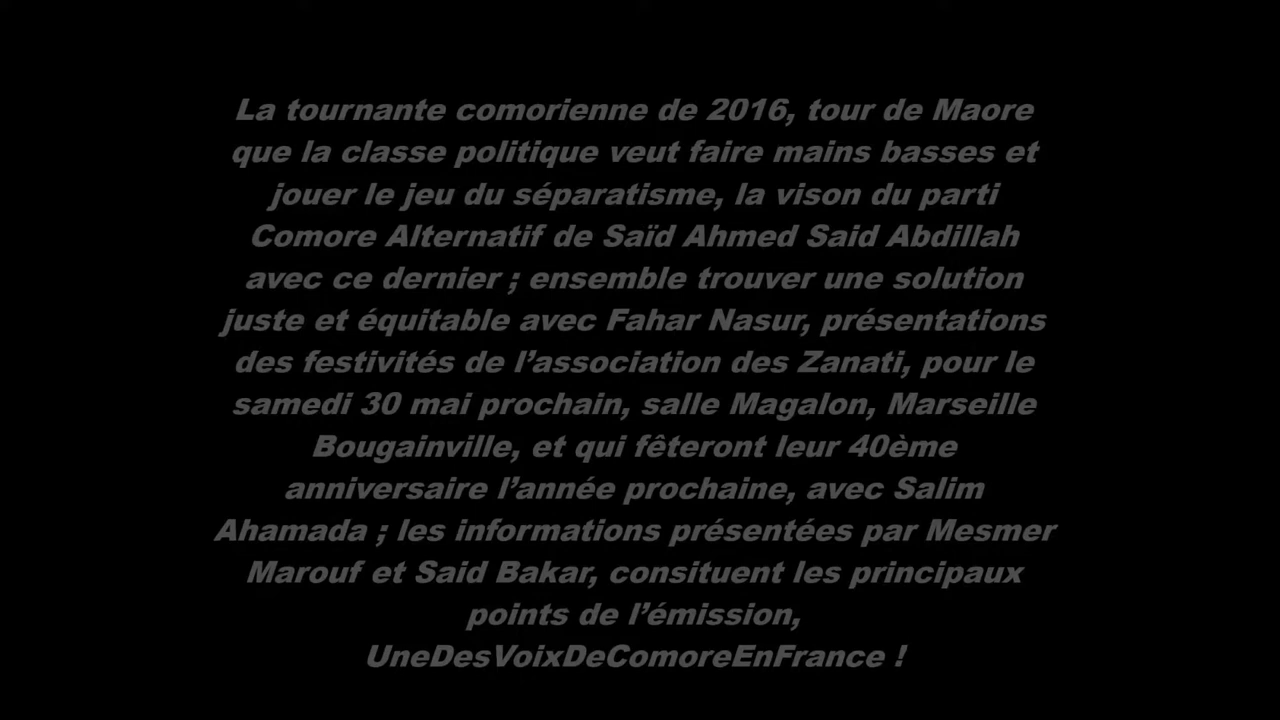 La tournante comorienne de 2016, tour de Maore
que la classe politique veut faire mains basses et
jouer le jeu du séparatisme, la vison du parti
Comore Alternatif de Saïd Ahmed Said Abdillah
avec ce dernier ; ensemble trouver une solution
juste et équitable avec Fahar Nasur, présentations
des festivités de l’association des Zanati, pour le
samedi 30 mai prochain, salle Magalon, Marseille
Bougainville, et qui fêteront leur 40ème
anniversaire l’année prochaine, avec Salim
Ahamada ; les informations présentées par Mesmer
Marouf et Said Bakar, consituent les principaux
points de l’émission,
UneDesVoixDeComoreEnFrance !